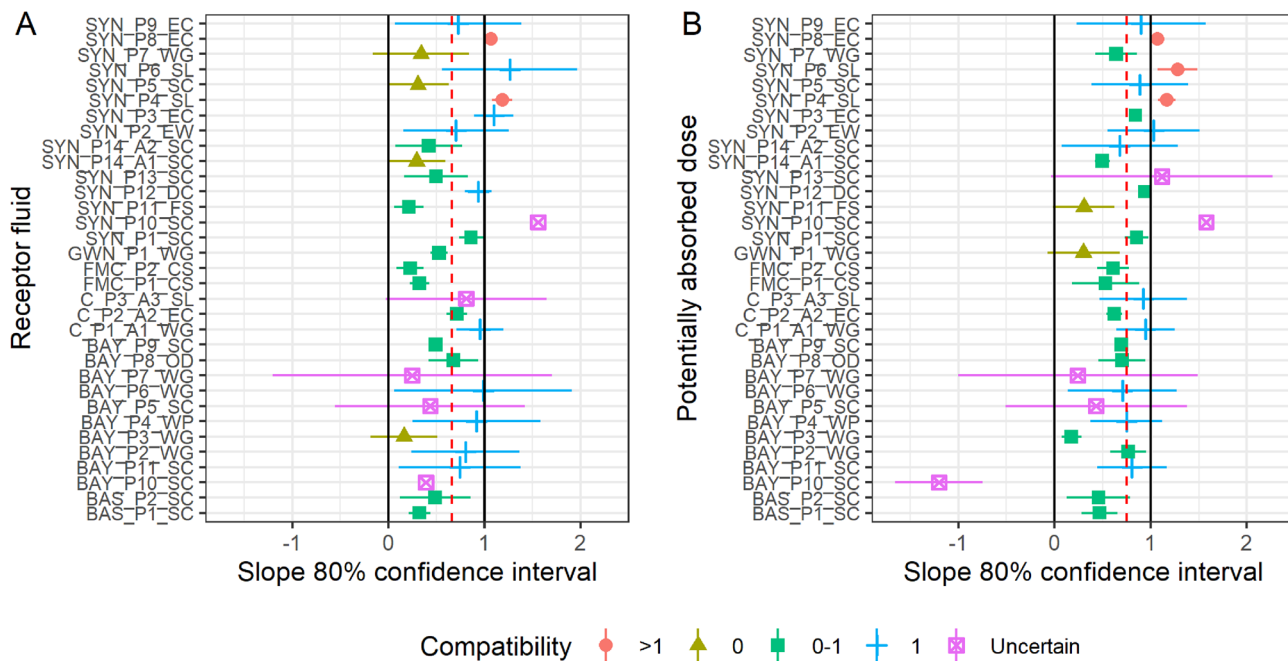 A
Receptor fluid
SYN_P9_EC
SYN_P8_EC
SYN_P7_WG
SYN_P6_SL
SYN_P5_SC
SYN_P4_SL
SYN_P3_EC
SYN_P2_EW
SYN_P14_A2_SC
SYN_P14_A1_SC
SYN_P13_SC
SYN_P12_DC
SYN_P11_FS
SYN_P10_SC
SYN_P1_SC
GWN_P1_WG
FMC_P2_CS
FMC_P1_CS
C_P3_A3_SL
C_P2_A2_EC
C_P1_A1_WG
BAY_P9_SC
BAY_P8_OD
BAY_P7_WG
BAY_P6_WG
BAY_P5_SC
BAY_P4_WP
BAY_P3_WG
BAY_P2_WG
BAY_P11_SC
BAY_P10_SC
BAS_P2_SC
BAS_P1_SC
-1 0 1 2
Slope 80% confidence interval
B
Potentially absorbed dose
SYN_P9_EC
SYN_P8_EC
SYN_P7_WG
SYN_P6_SL
SYN_P5_SC
SYN_P4_SL
SYN_P3_EC
SYN_P2_EW
SYN_P14_A2_SC
SYN_P14_A1_SC
SYN_P13_SC
SYN_P12_DC
SYN_P11_FS
SYN_P10_SC
SYN_P1_SC
GWN_P1_WG
FMC_P2_CS
FMC_P1_CS
C_P3_A3_SL
C_P2_A2_EC
C_P1_A1_WG
BAY_P9_SC
BAY_P8_OD
BAY_P7_WG
BAY_P6_WG
BAY_P5_SC
BAY_P4_WP
BAY_P3_WG
BAY_P2_WG
BAY_P11_SC
BAY_P10_SC
BAS_P2_SC
BAS_P1_SC
-1 0 1 2
Slope 80% confidence interval
Compatibility >1 0 0-1 1 Uncertain